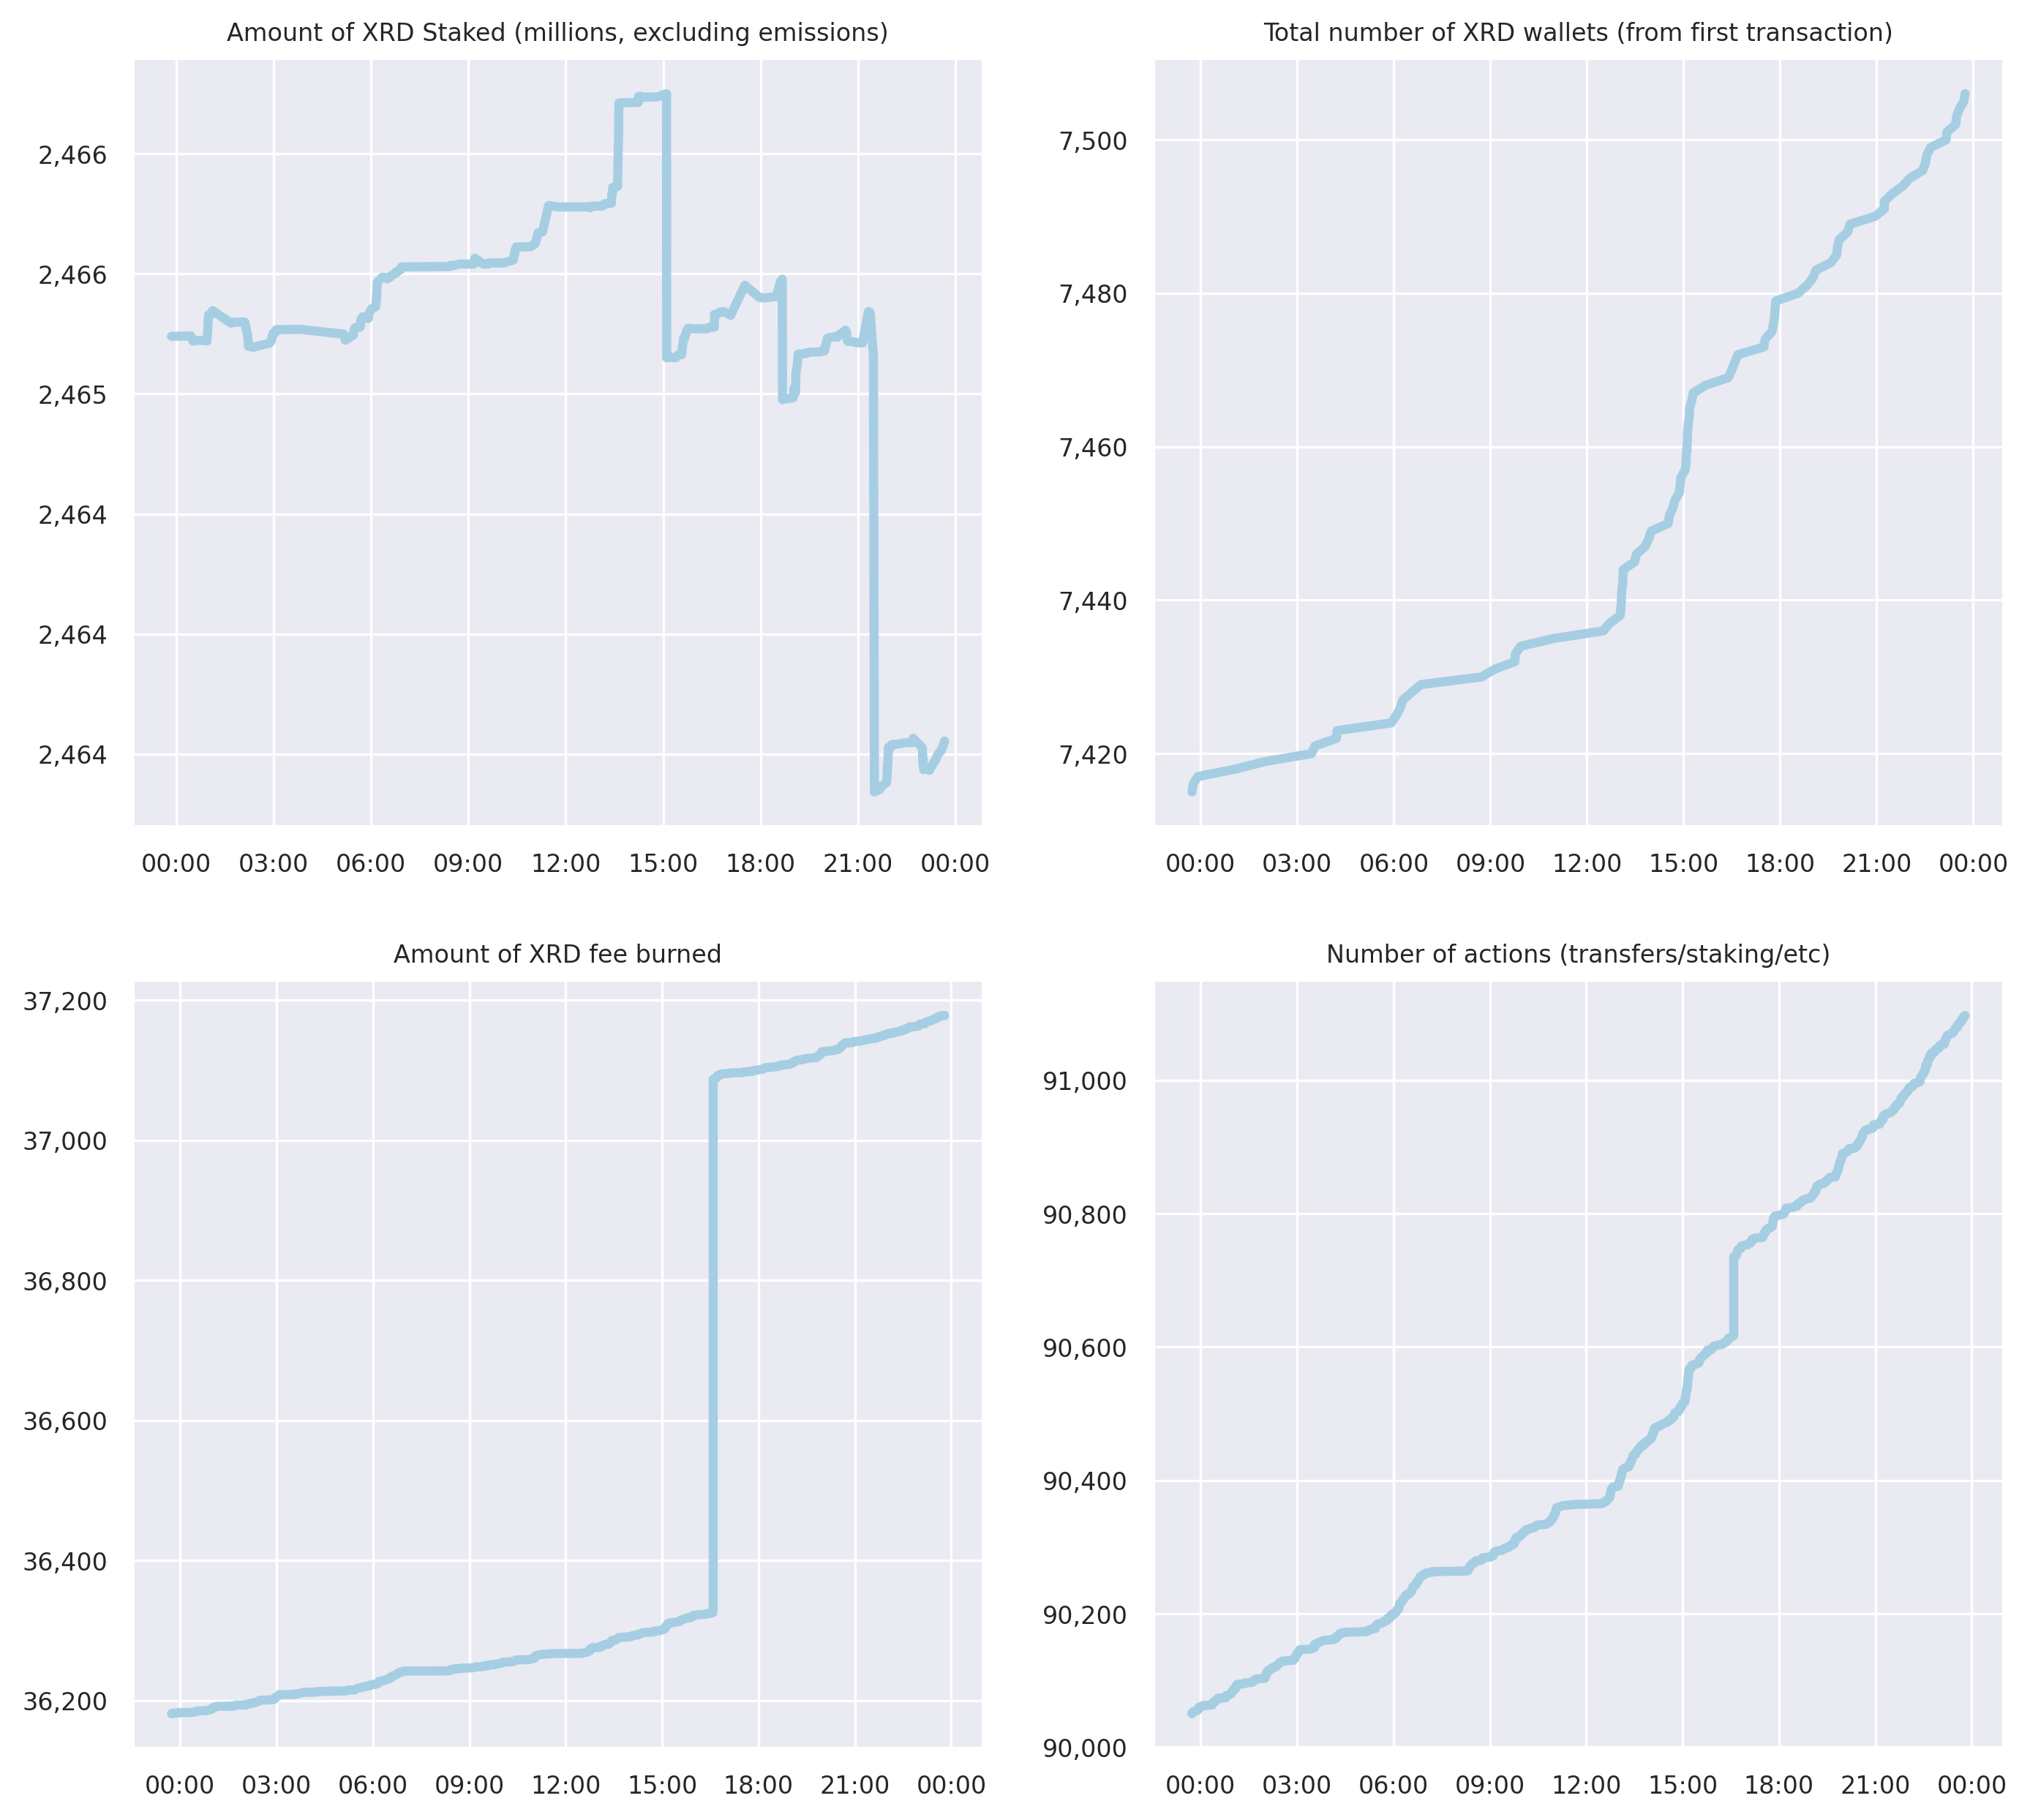 Amount of XRD Staked (millions, excluding emissions)
2,466
2,466
2,465
2,464
2,464
2,464
00:00 03:00 06:00 09:00 12:00 15:00 18:00 21:00 00:00
Total number of XRD wallets (from first transaction)
7,500
7,480
7,460
7,440
7,420
00:00 03:00 06:00 09:00 12:00 15:00 18:00 21:00 00:00
Amount of XRD fee burned
37,200
37,000
36,800
36,600
36,400
36,200
00:00 03:00 06:00 09:00 12:00 15:00 18:00 21:00 00:00
Number of actions (transfers/staking/etc)
91,000
90,800
90,600
90,400
90,200
90,000
00:00 03:00 06:00 09:00 12:00 15:00 18:00 21:00 00:00